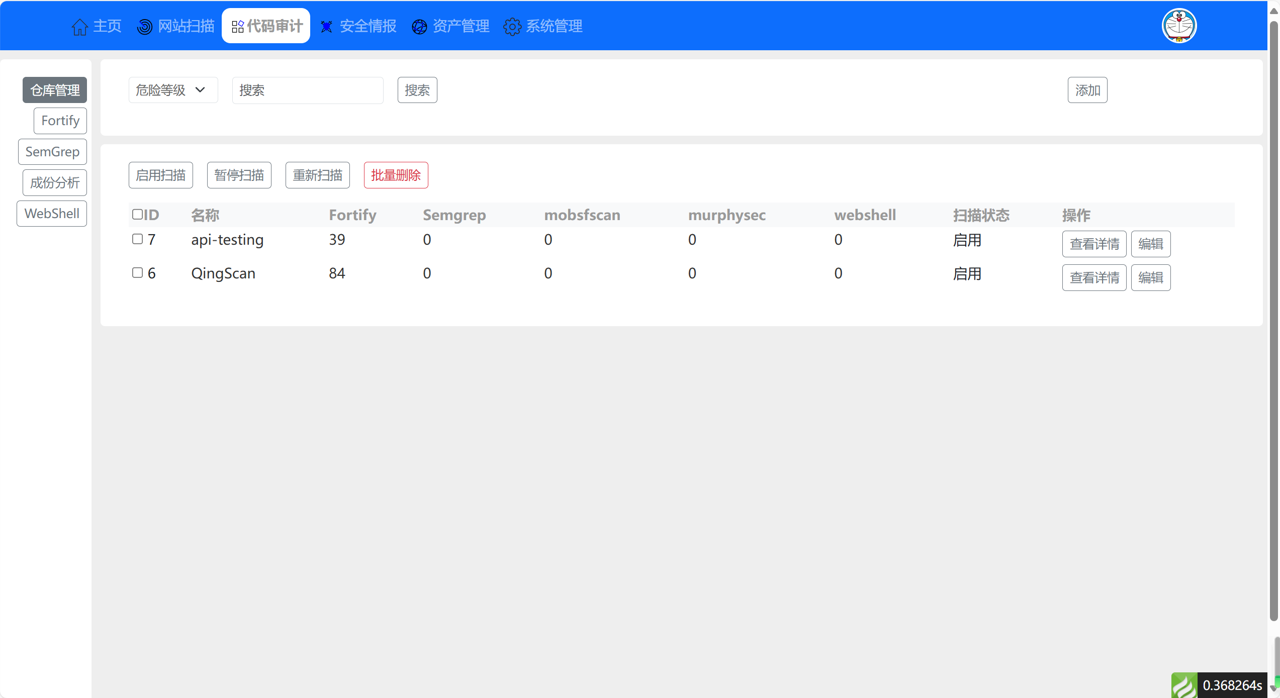 主页 网站扫描 代码审计 安全情报 资产管理 系统管理
仓库管理
Fortify
SemGrep
成份分析
WebShell
危险等级 搜索 搜索 添加
启用扫描 暂停扫描 重新扫描 批量删除
ID 名称 Fortify Semgrep mobsfscan murphysec webshell 扫描状态 操作
7 api-testing 39 0 0 0 0 启用 查看详情 编辑
6 QingScan 84 0 0 0 0 启用 查看详情 编辑
0.368264s